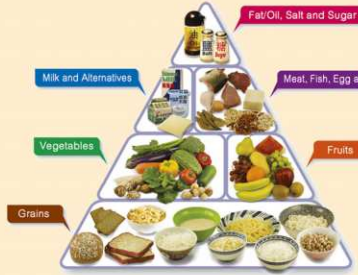 Fat/Oil, Salt and Sugar
Milk and Alternatives
Meat, Fish, Egg a
Vegetables
Fruits
Grains